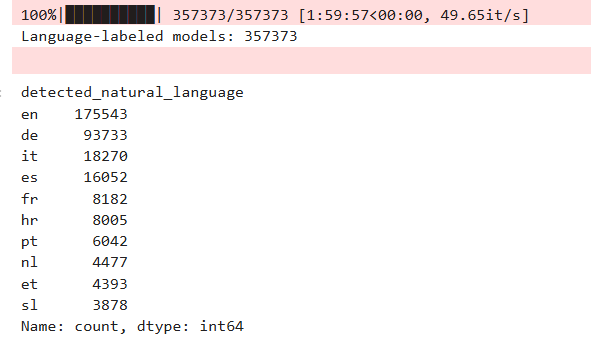 100%|██████████| 357373/357373 [1:59:57<00:00, 49.65it/s]
Language-labeled models: 357373
detected_natural_language
en    175543
de     93733
it     18270
es     16052
fr      8182
hr      8005
pt      6042
nl      4477
et      4393
sl      3878
Name: count, dtype: int64